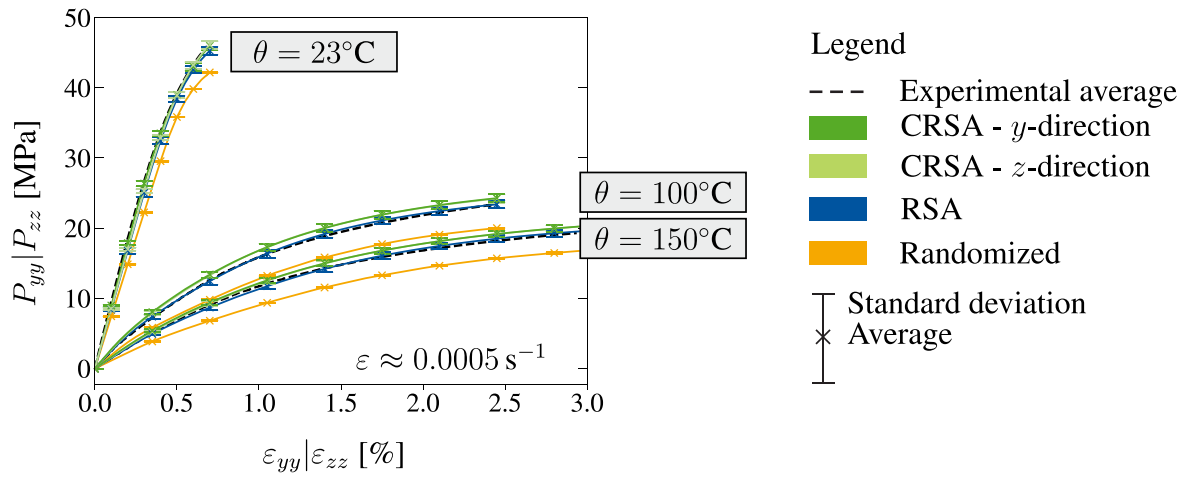 50
40
30
20
10
0
P_yy|P_zz [MPa]
θ = 23°C
θ = 100°C
θ = 150°C
ε ≈ 0.0005 s⁻¹
0.0 0.5 1.0 1.5 2.0 2.5 3.0
ε_yy|ε_zz [%]
Legend
Experimental average
CRSA - y-direction
CRSA - z-direction
RSA
Randomized
Standard deviation
Average